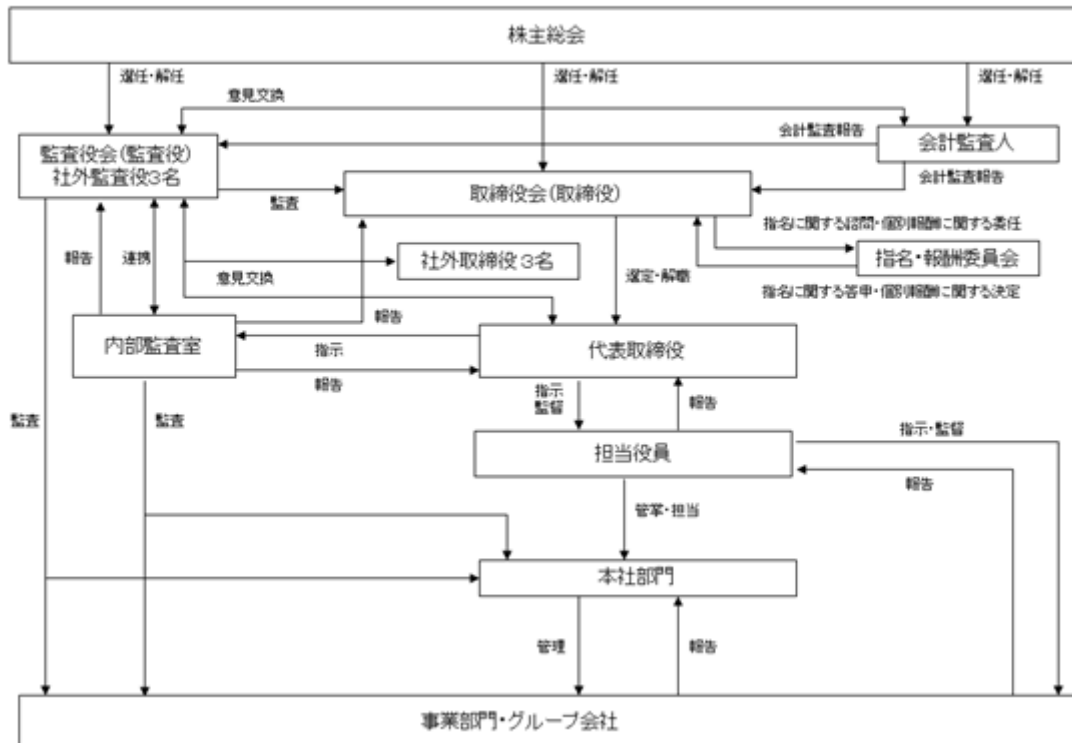 株主総会
選任・解任
選任・解任
選任・解任
意見交換
会計監査報告
監査役会(監査役)
社外監査役3名
会計監査人
会計監査報告
取締役会(取締役)
監査
指名に関する諮問・個別報酬に関する委任
報告
連携
社外取締役3名
指名・報酬委員会
意見交換
選定・解職
指名に関する答申・個別報酬に関する決定
報告
内部監査室
代表取締役
指示
報告
指示
監督
報告
監査
監査
指示・監督
担当役員
報告
管掌・担当
本社部門
管理
報告
事業部門・グループ会社